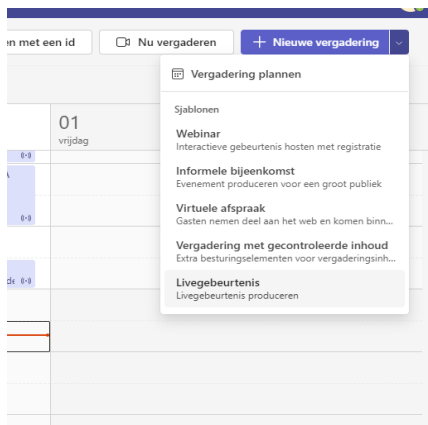 en met een id
Nu vergaderen
Nieuwe vergadering
Vergadering plannen
Sjablonen
01
vrijdag
Webinar
Interactieve gebeurtenis hosten met registratie
Informele bijeenkomst
Evenement produceren voor een groot publiek
Virtuele afspraak
Gasten nemen deel aan het web en komen binn...
Vergadering met gecontroleerde inhoud
Extra besturingselementen voor vergaderingsinh...
Livegebeurtenis
Livegebeurtenis produceren